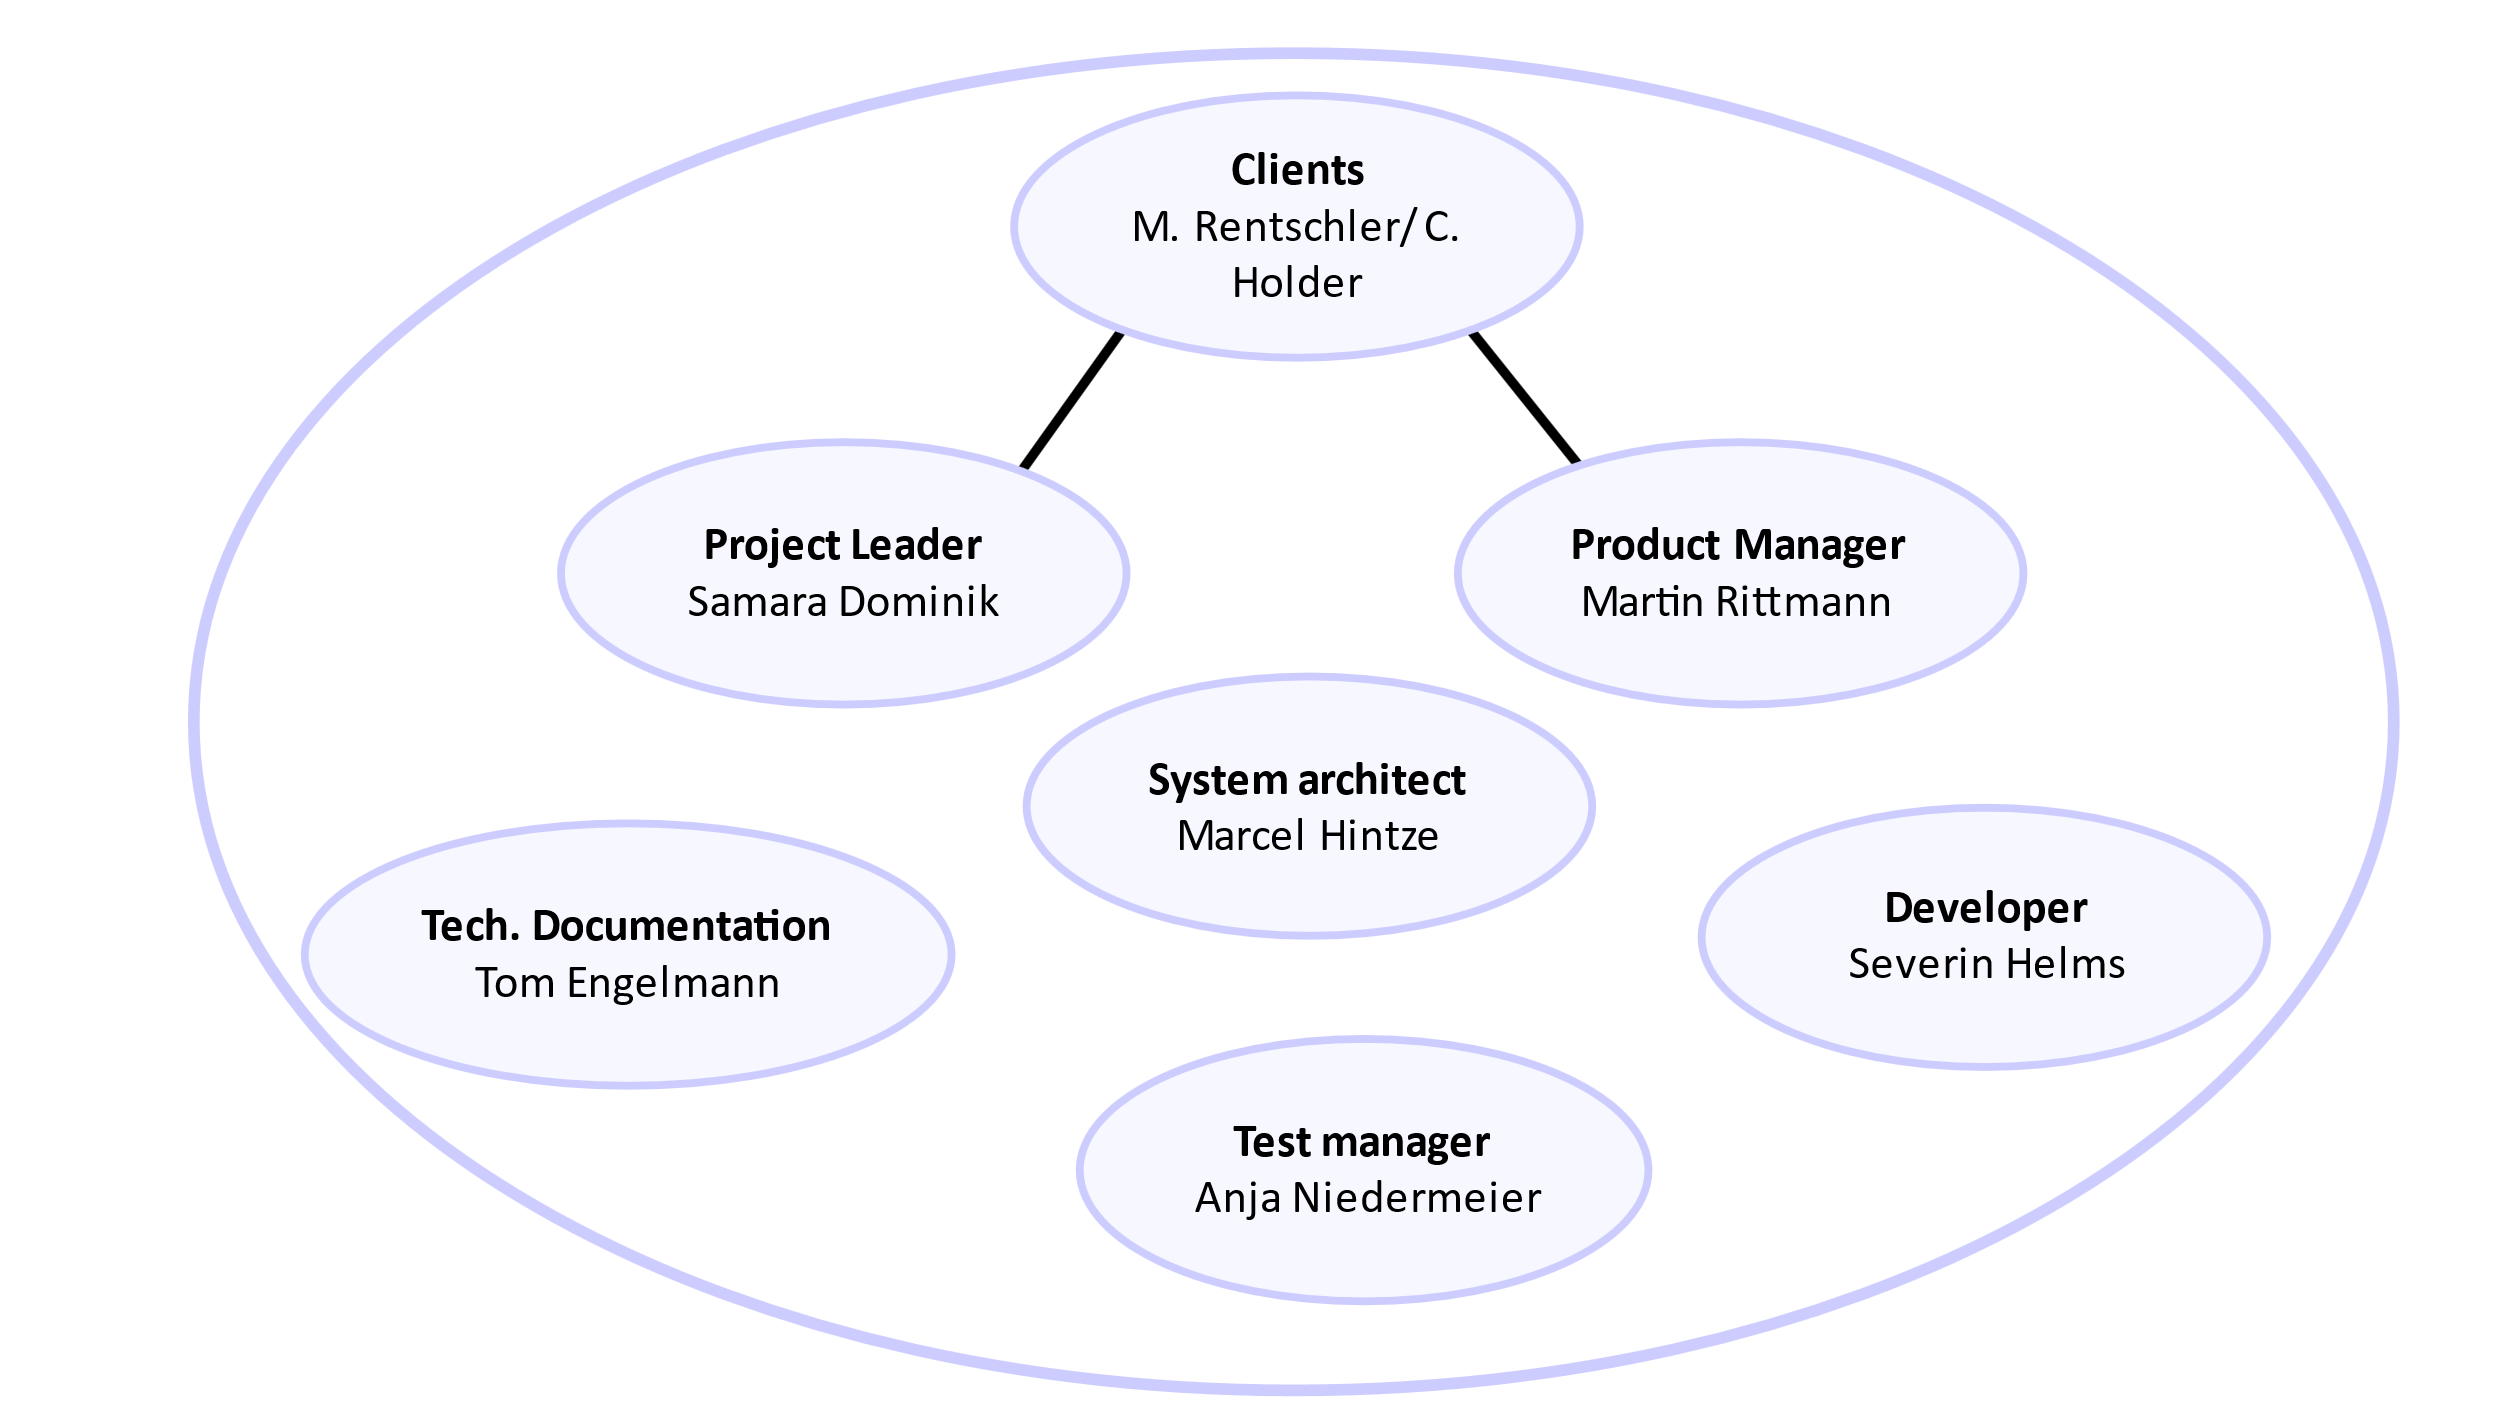 Clients
M. Rentschler/ C.
Holder
Project Leader
Samara Dominik
Product Manager
Martin Rittmann
System architect
Marcel Hintze
Tech. Documentation
Tom Engelmann
Developer
Severin Helms
Test manager
Anja Niedermeier